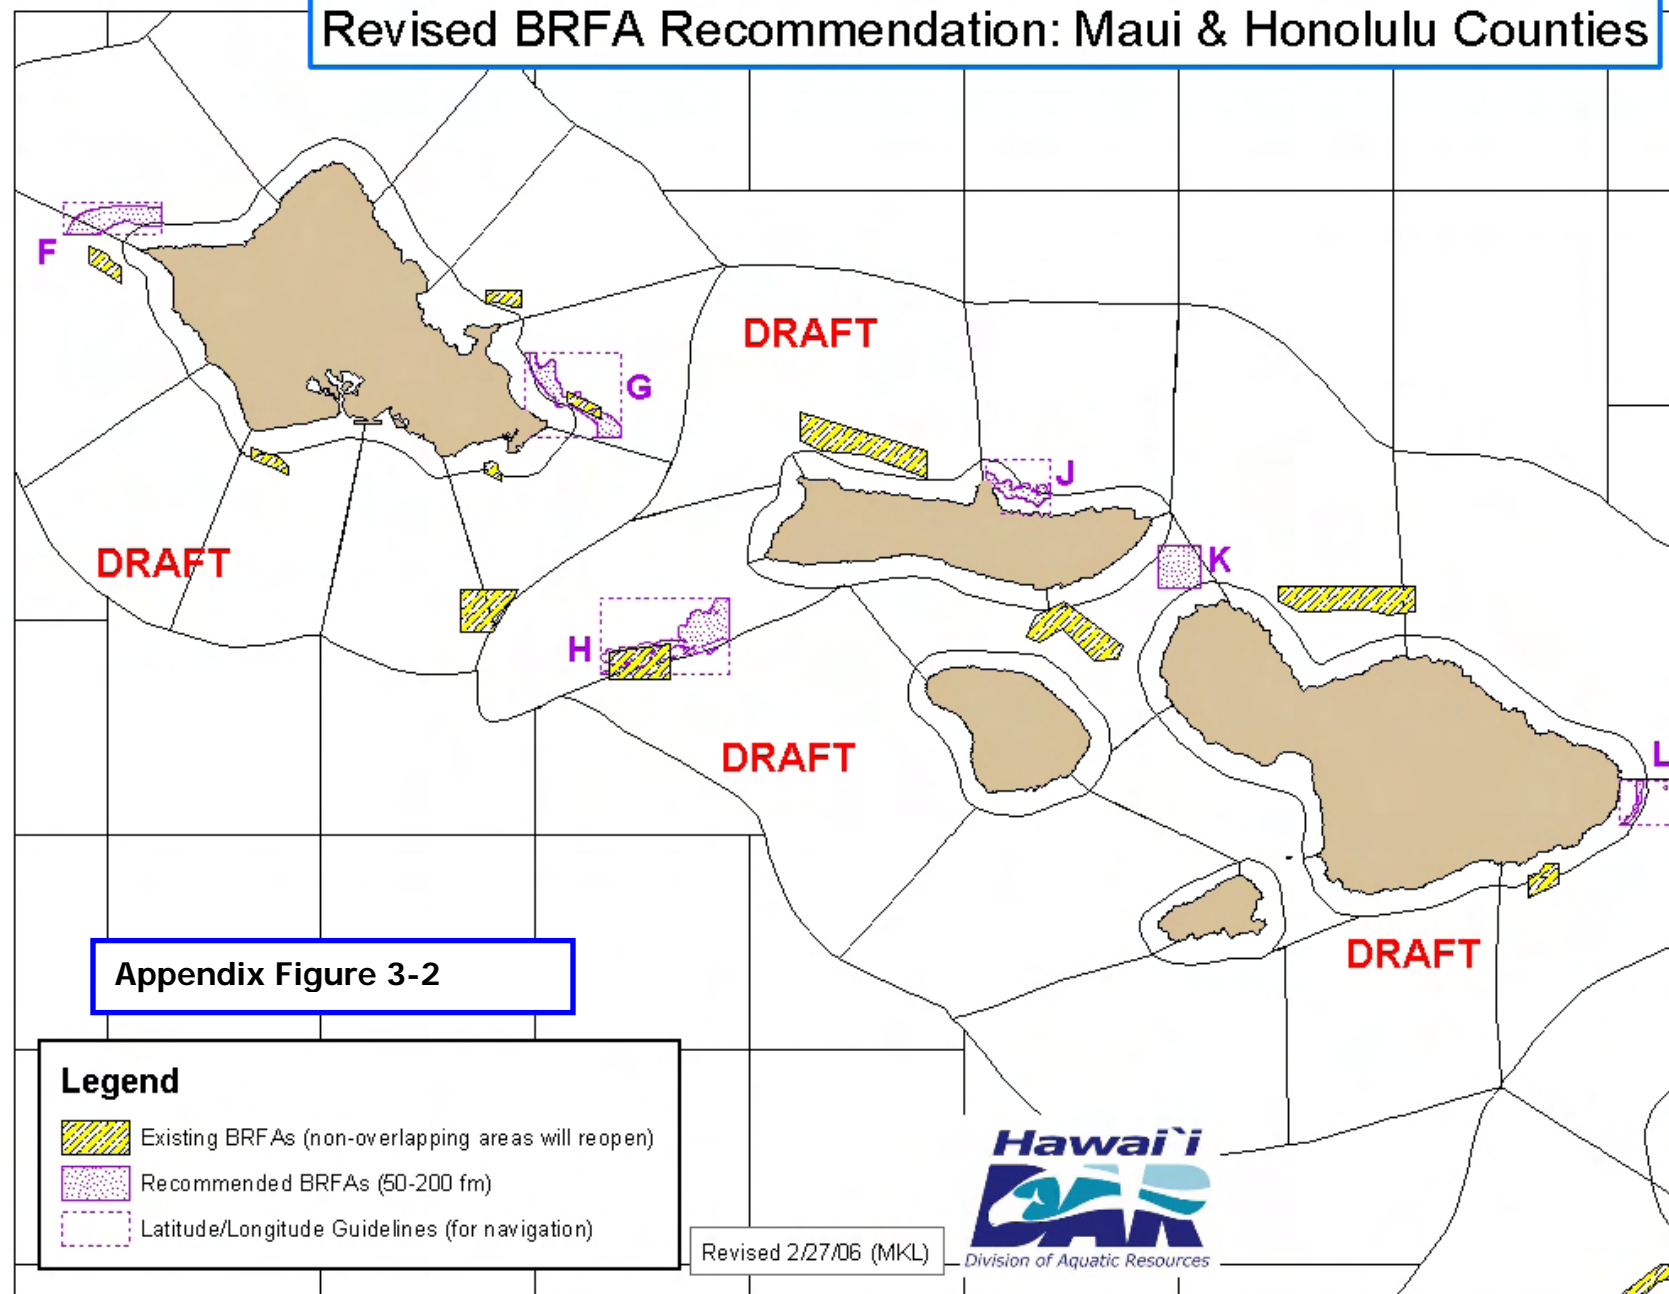 Revised BRFA Recommendation: Maui & Honolulu Counties
F
G
DRAFT
J
DRAFT
K
H
DRAFT
L
DRAFT
Appendix Figure 3-2
Legend
Existing BRFAs (non-overlapping areas will reopen)
Recommended BRFAs (50-200 fm)
Latitude/Longitude Guidelines (for navigation)
Revised 2/27/06 (MKL)
Hawai`i
DAR
Division of Aquatic Resources